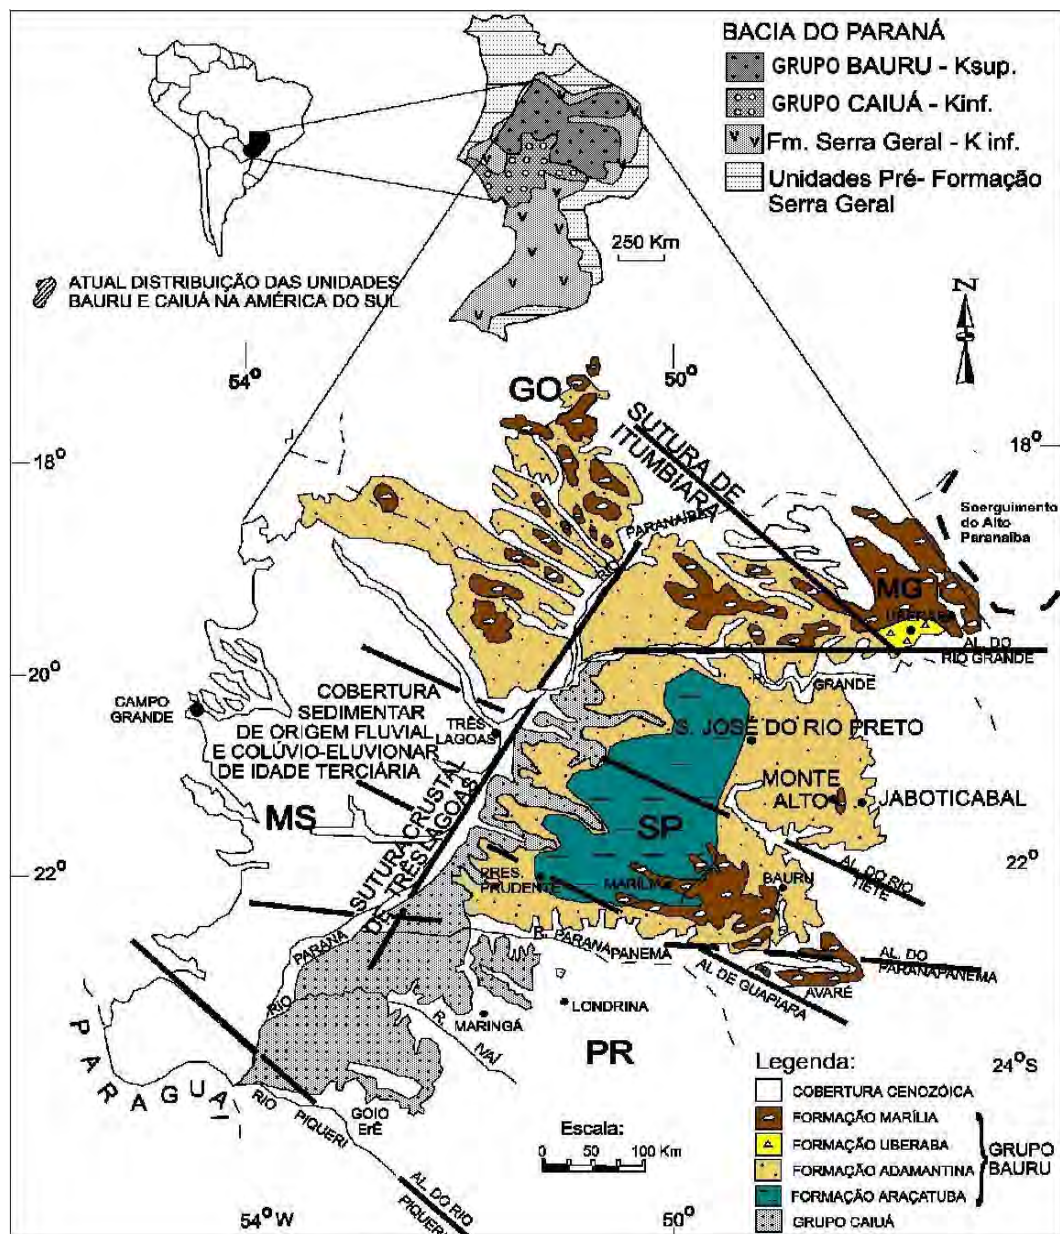 BACIA DO PARANÁ
GRUPO BAURU - Ksup.
GRUPO CAIUÁ - Kinf.
Fm. Serra Geral - K inf.
Unidades Pré- Formação
Serra Geral
250 Km
ATUAL DISTRIBUIÇÃO DAS UNIDADES
BAURU E CAIUÁ NA AMÉRICA DO SUL
N
54°
50°
GO
SUTURA DE
ITUMBIARA
18°
18°
Soerguimento
do Alto
Paranaiba
RIO PARANAÍBA
MG
UBERABA
AL. DO
RIO GRANDE
20°
R. GRANDE
CAMPO
GRANDE
COBERTURA
SEDIMENTAR
DE ORIGEM FLUVIAL
E COLÚVIO-ELUVIONAR
DE IDADE TERCIÁRIA
TRÊS
LAGOAS
S. JOSÉ DO RIO PRETO
MONTE
ALTO
JABOTICABAL
MS
SUTURA CRUSTAL
DE TRÊS LAGOAS
SP
22°
22°
AL. DO RIO
TIETÊ
PRES.
PRUDENTE
MARÍLIA
BAURU
RIO PARANÁ
R. PARANAPANEMA
AL. DO
PARANAPANEMA
AL DE GUAPIARA
AVARÉ
LONDRINA
MARINGÁ
R. IVAÍ
PR
PARAGUAI
RIO PIQUERI
GOIO
ErÊ
AL. DO RIO
PIQUERI
Escala:
0 50 100 Km
24°S
Legenda:
COBERTURA CENOZÓICA
FORMAÇÃO MARÍLIA
FORMAÇÃO UBERABA
FORMAÇÃO ADAMANTINA
FORMAÇÃO ARAÇATUBA
GRUPO
BAURU
GRUPO CAIUÁ
54°W
50°